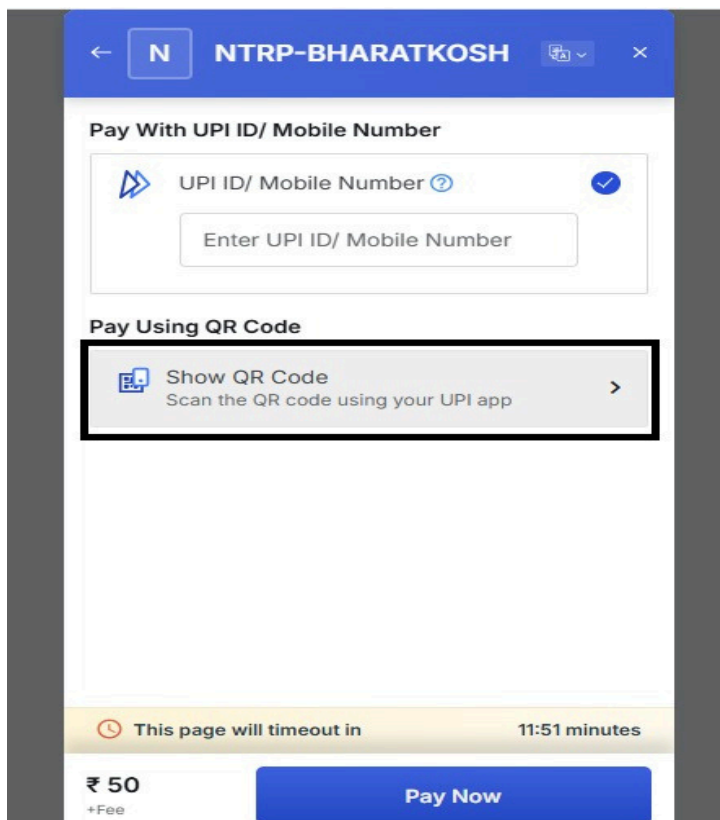 N NTRP-BHARATKOSH
Pay With UPI ID/ Mobile Number
UPI ID/ Mobile Number ?
Enter UPI ID/ Mobile Number
Pay Using QR Code
Show QR Code
Scan the QR code using your UPI app
This page will timeout in 11:51 minutes
₹ 50
+Fee
Pay Now